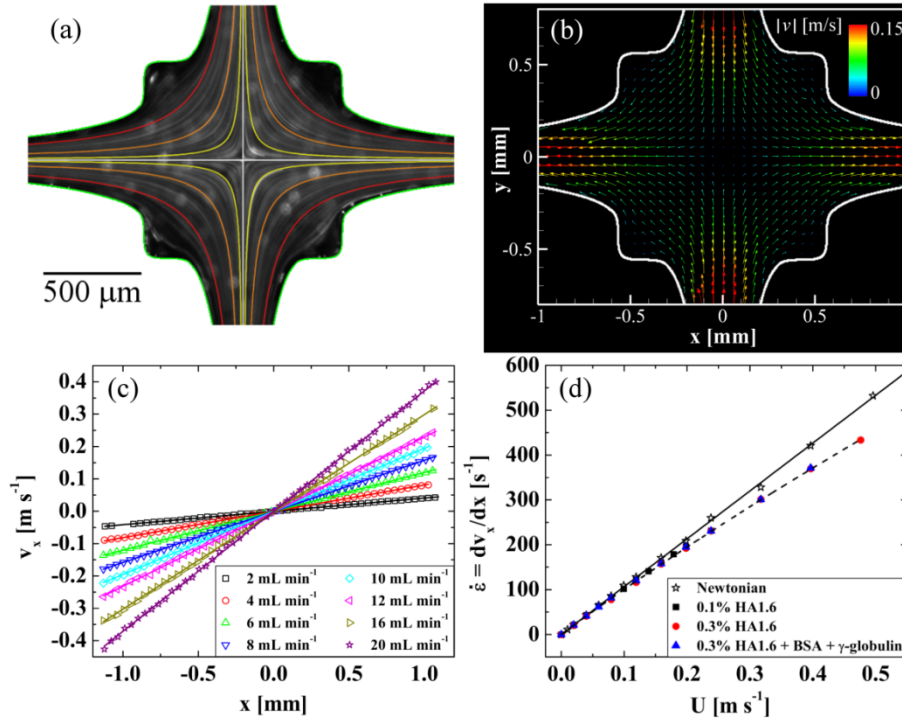 (a)
500 μm
(b)
|v| [m/s]
0.15
0
0.5
0
-0.5
y [mm]
-1
-0.5
0
0.5
1
x [mm]
(c)
0.4
0.3
0.2
0.1
0.0
-0.1
-0.2
-0.3
-0.4
vₓ [m s⁻¹]
2 mL min⁻¹
4 mL min⁻¹
6 mL min⁻¹
8 mL min⁻¹
10 mL min⁻¹
12 mL min⁻¹
16 mL min⁻¹
20 mL min⁻¹
-1.0
-0.5
0.0
0.5
1.0
x [mm]
(d)
600
500
400
300
200
100
0
ε̇ = dvₓ/dx [s⁻¹]
Newtonian
0.1% HA1.6
0.3% HA1.6
0.3% HA1.6 + BSA + γ-globulin
0.0
0.1
0.2
0.3
0.4
0.5
U [m s⁻¹]